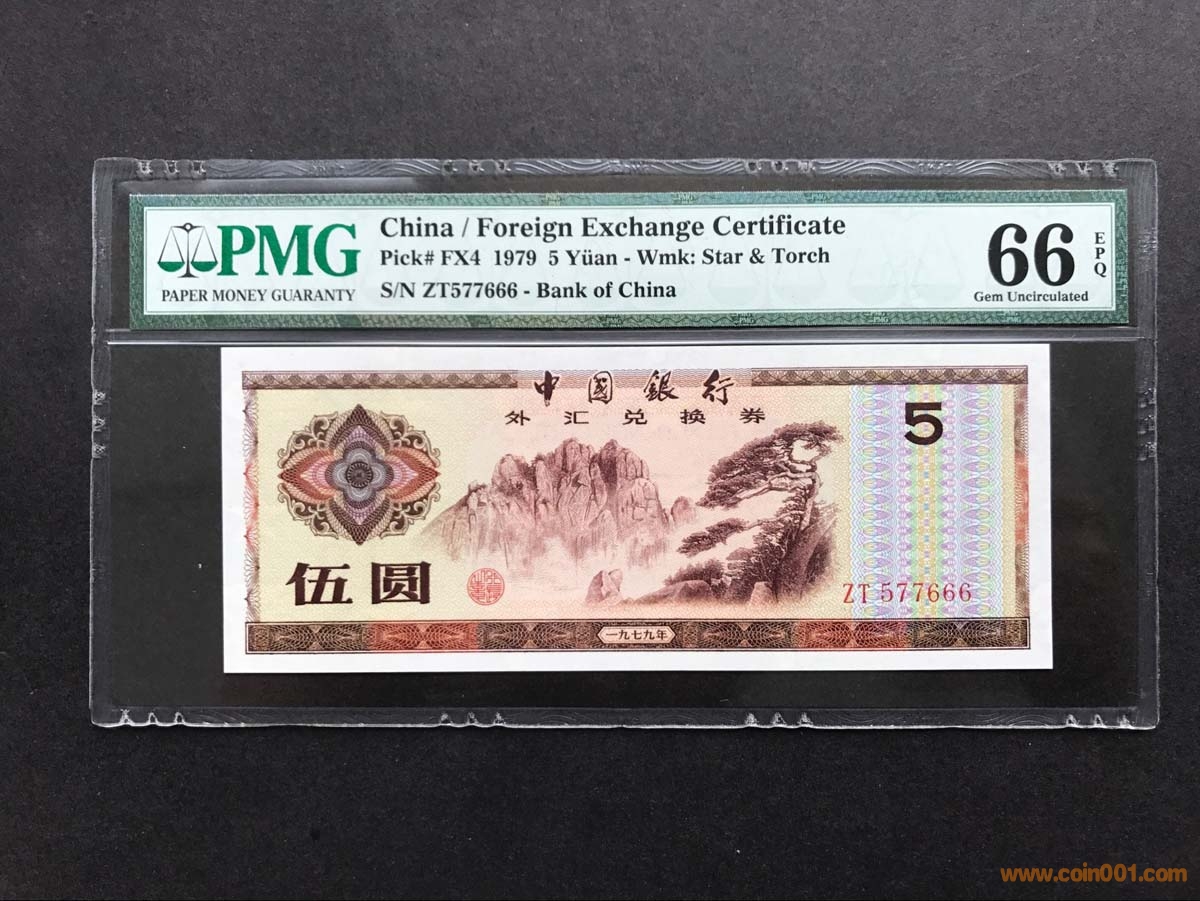 PMG
PAPER MONEY GUARANTY
China / Foreign Exchange Certificate
Pick# FX4 1979 5 Yüan - Wmk: Star & Torch
S/N ZT577666 - Bank of China
66
EPQ
Gem Uncirculated
中国銀行
外汇兑换券
5
伍圆
ZT 577666
一九七九年
www.coin001.com